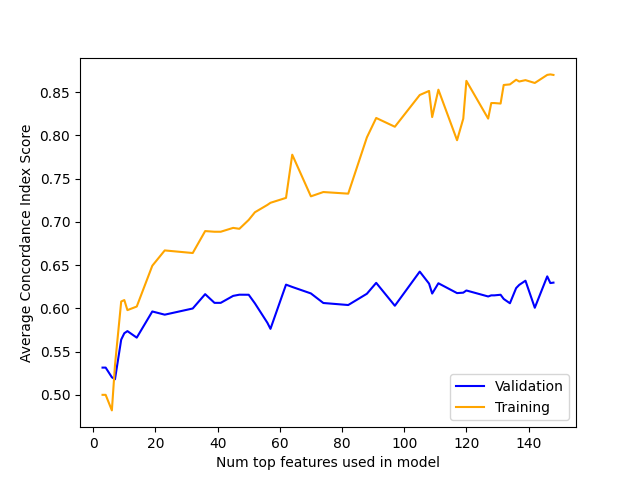 Average Concordance Index Score
0.85
0.80
0.75
0.70
0.65
0.60
0.55
0.50
Validation
Training
0 20 40 60 80 100 120 140
Num top features used in model